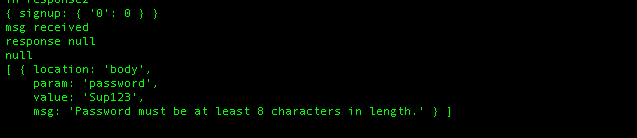 in response2
{ signup: { '0': 0 } }
msg received
response null
null
[ { location: 'body',
param: 'password',
value: 'Sup123',
msg: 'Password must be at least 8 characters in length.' } ]